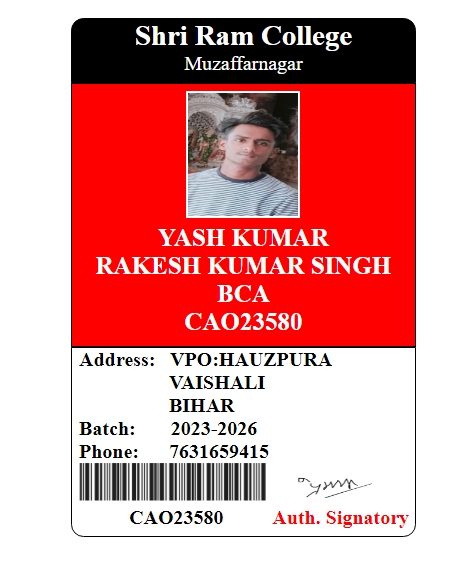 Shri Ram College
Muzaffarnagar
YASH KUMAR
RAKESH KUMAR SINGH
BCA
CAO23580
Address: VPO:HAUZPURA
VAISHALI
BIHAR
Batch: 2023-2026
Phone: 7631659415
CAO23580 Auth. Signatory